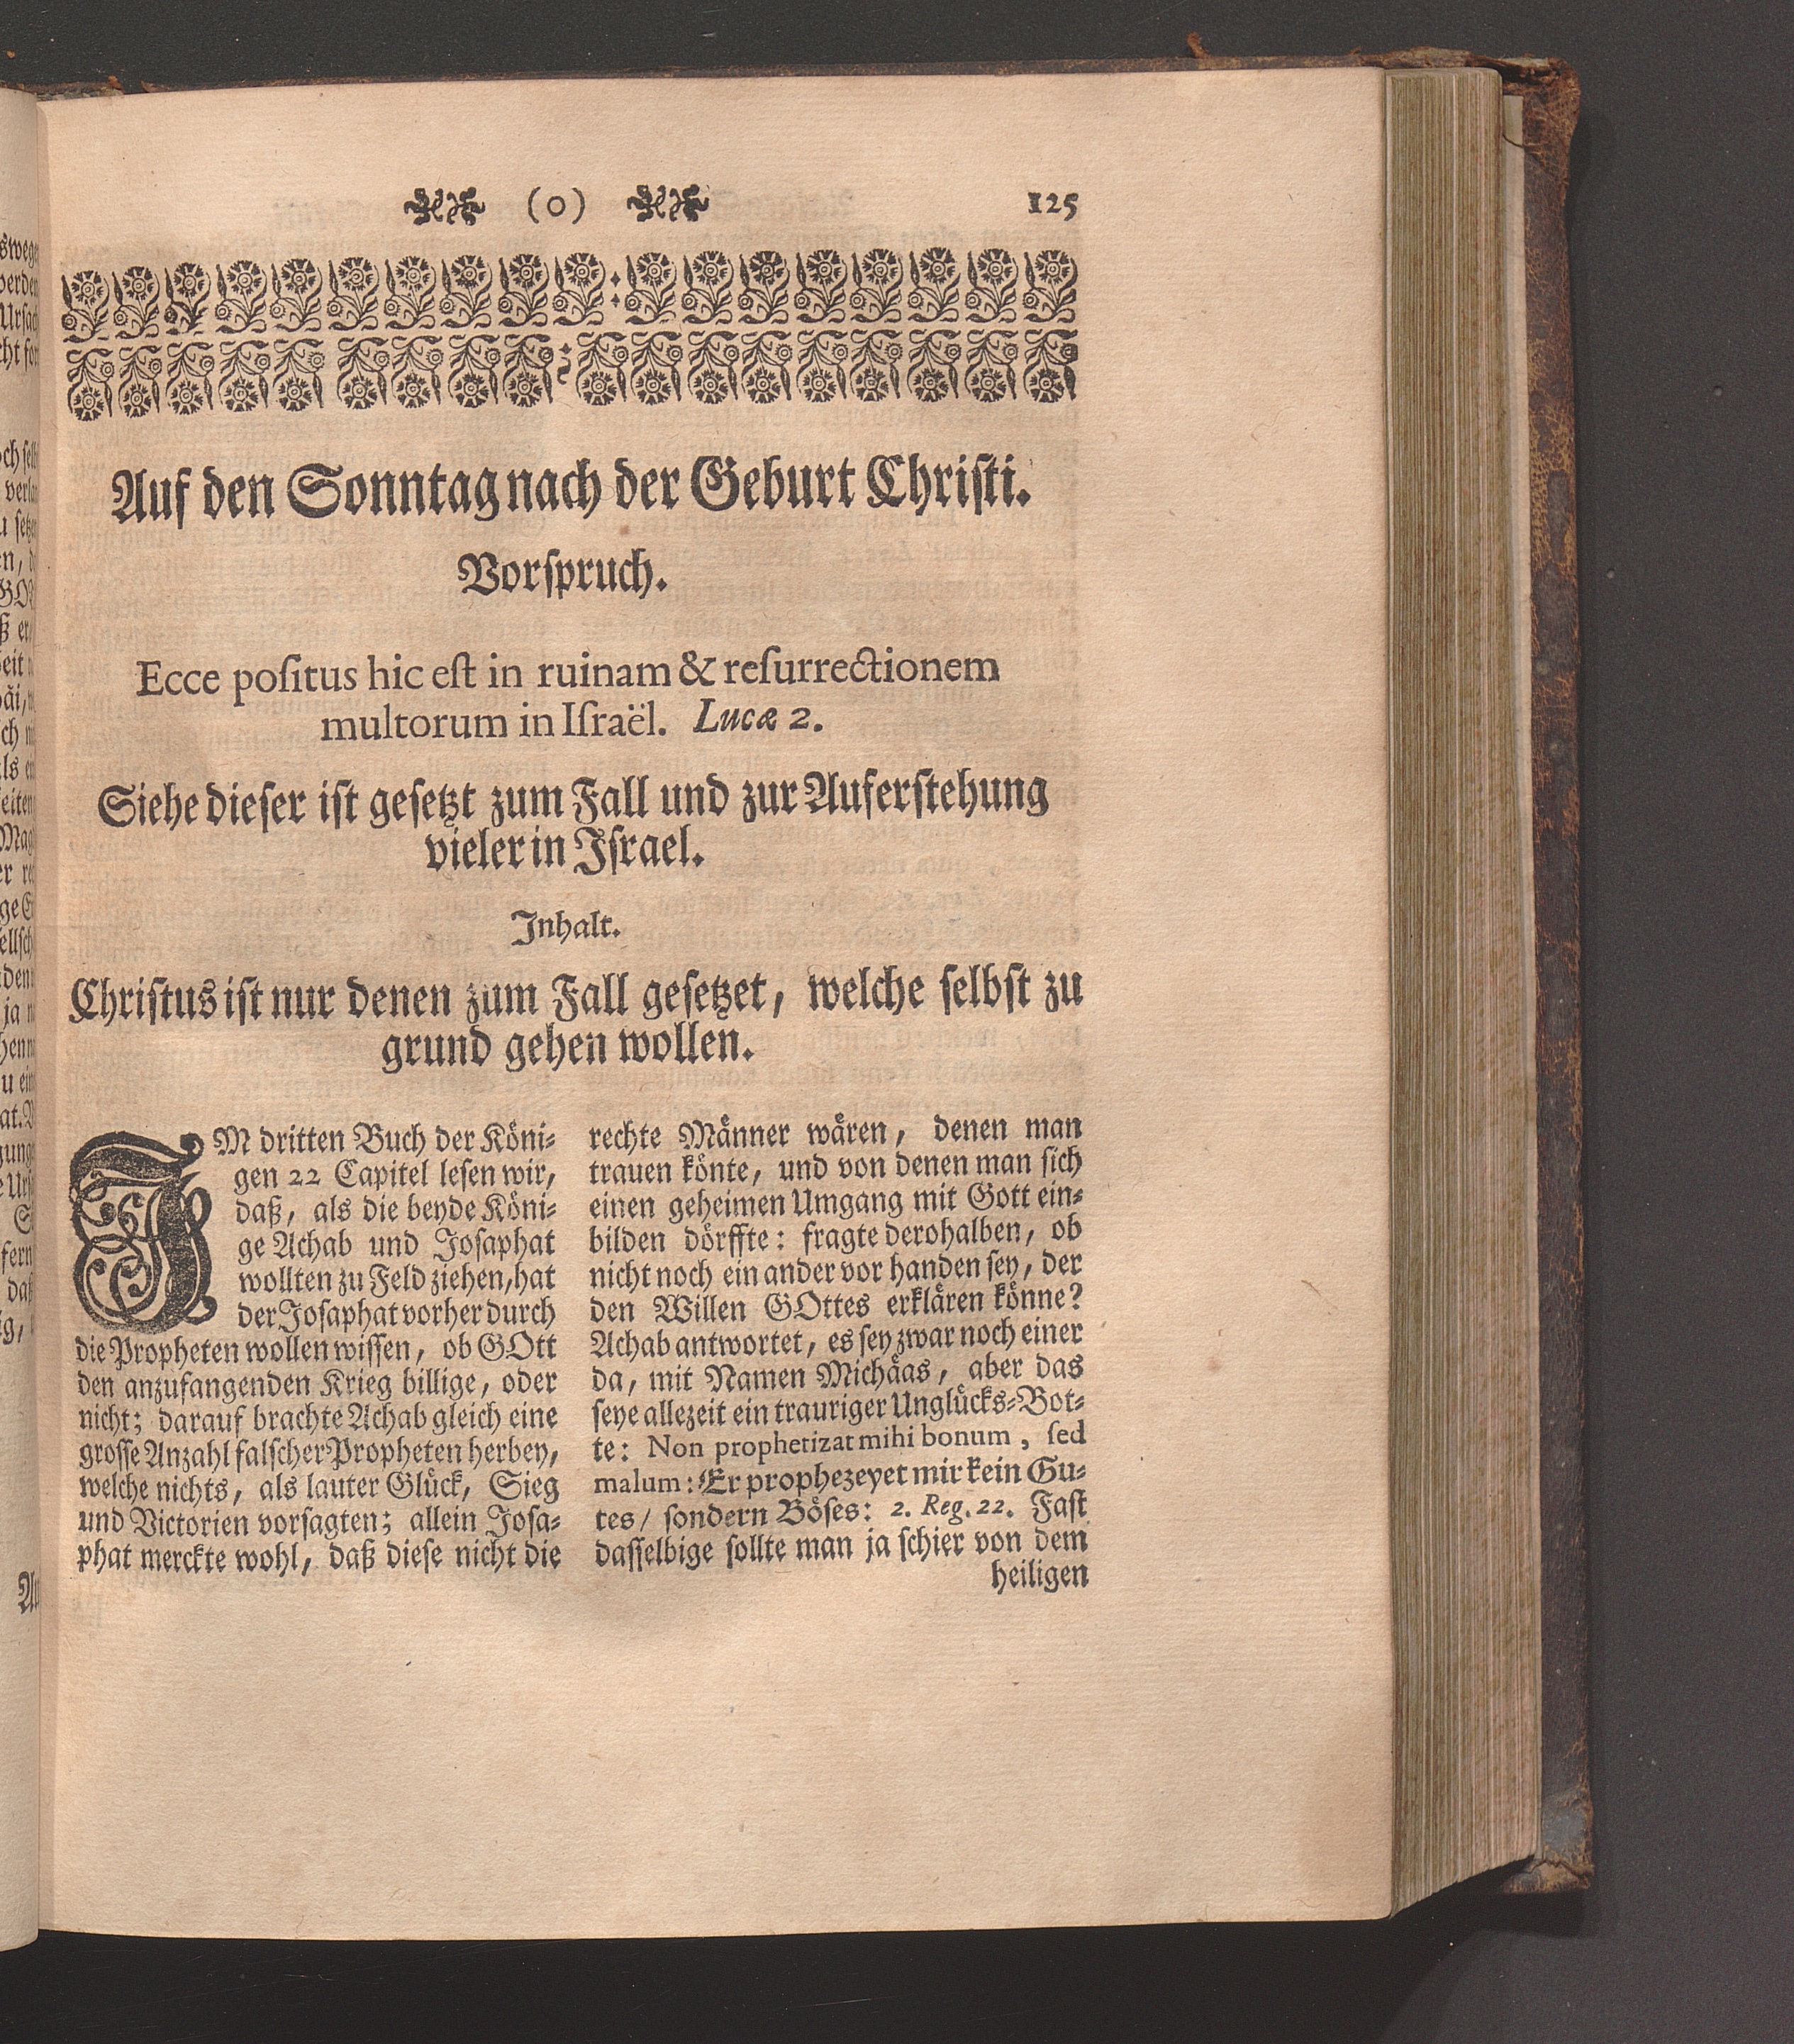 (o) 125
Auf den Sonntag nach der Geburt Christi.
Vorspruch.
Ecce poſitus hic eſt in ruinam & reſurrectionem
multorum in Iſraël. Lucæ 2.
Siehe dieser ist gesetzt zum Fall und zur Auferstehung
vieler in Jsrael.
Jnhalt.
Christus ist nur denen zum Fall gesetzet, welche selbst zu
grund gehen wollen.
JM dritten Buch der Köni-
gen 22 Capitel lesen wir,
daß, als die beyde Köni-
ge Achab und Josaphat
wollten zu Feld ziehen, hat
der Josaphat vorher durch
die Propheten wollen wissen, ob GOtt
den anzufangenden Krieg billige, oder
nicht; darauf brachte Achab gleich eine
grosse Anzahl falscher Propheten herbey,
welche nichts, als lauter Glück, Sieg
und Victorien vorsagten; allein Josa-
phat merckte wohl, daß diese nicht die
rechte Männer wären, denen man
trauen könte, und von denen man sich
einen geheimen Umgang mit Gott ein-
bilden dörffte: fragte derohalben, ob
nicht noch ein ander vor handen sey, der
den Willen GOttes erklären könne?
Achab antwortet, es sey zwar noch einer
da, mit Namen Michäas, aber das
seye allezeit ein trauriger Unglücks-Bot-
te: Non prophetizat mihi bonum, ſed
malum: Er prophezeyet mir kein Gu-
tes/ sondern Böses: 2. Reg. 22. Fast
dasselbige sollte man ja schier von dem
heiligen